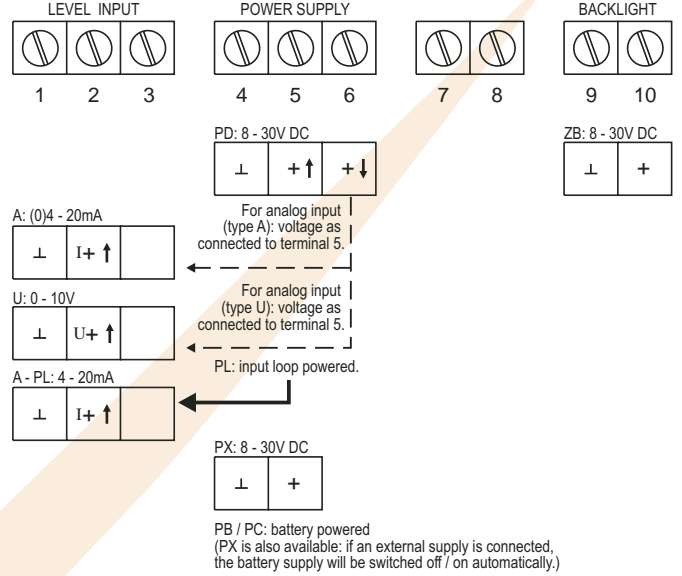 LEVEL INPUT POWER SUPPLY BACKLIGHT
1 2 3 4 5 6 7 8 9 10
PD: 8 - 30V DC ZB: 8 - 30V DC
⊥ + + ⊥ +
A: (0)4 - 20mA
⊥ I+
For analog input
(type A): voltage as
connected to terminal 5.
U: 0 - 10V
⊥ U+
For analog input
(type U): voltage as
connected to terminal 5.
PL: input loop powered.
A - PL: 4 - 20mA
⊥ I+
PX: 8 - 30V DC
⊥ +
PB / PC: battery powered
(PX is also available: if an external supply is connected,
the battery supply will be switched off / on automatically.)